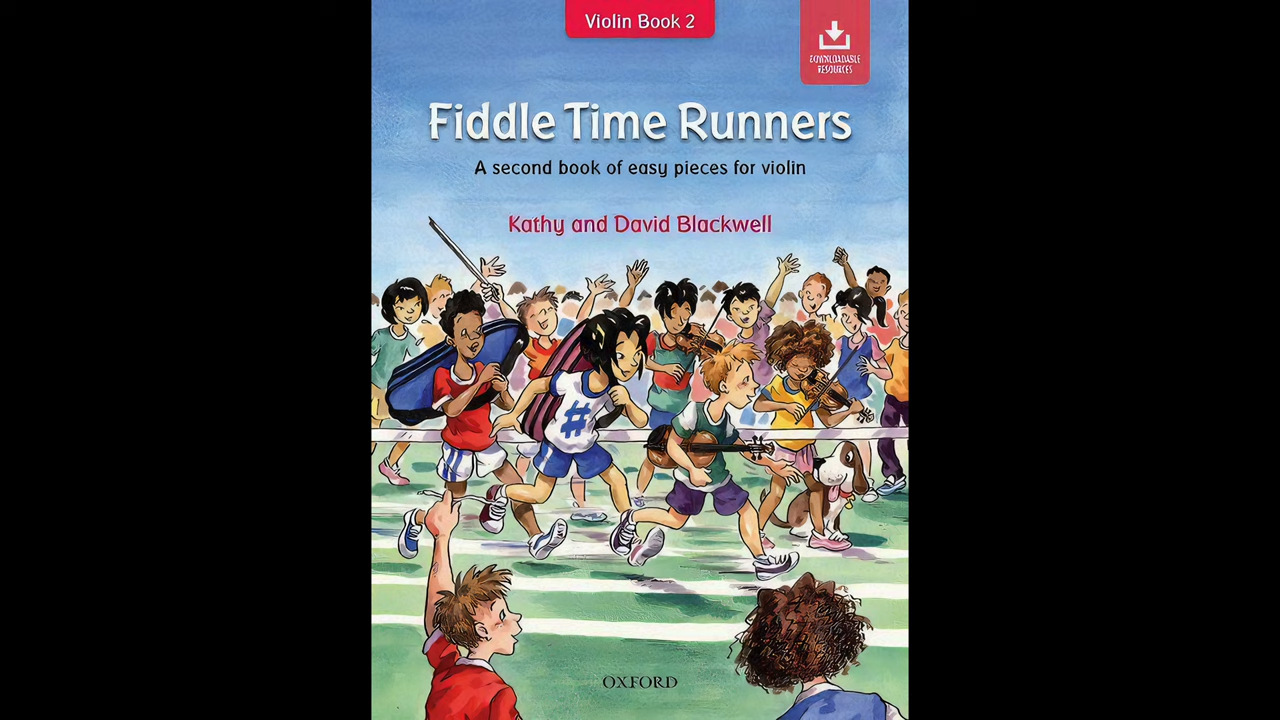 Violin Book 2
DOWNLOADABLE
RESOURCES
Fiddle Time Runners
A second book of easy pieces for violin
Kathy and David Blackwell
#
OXFORD